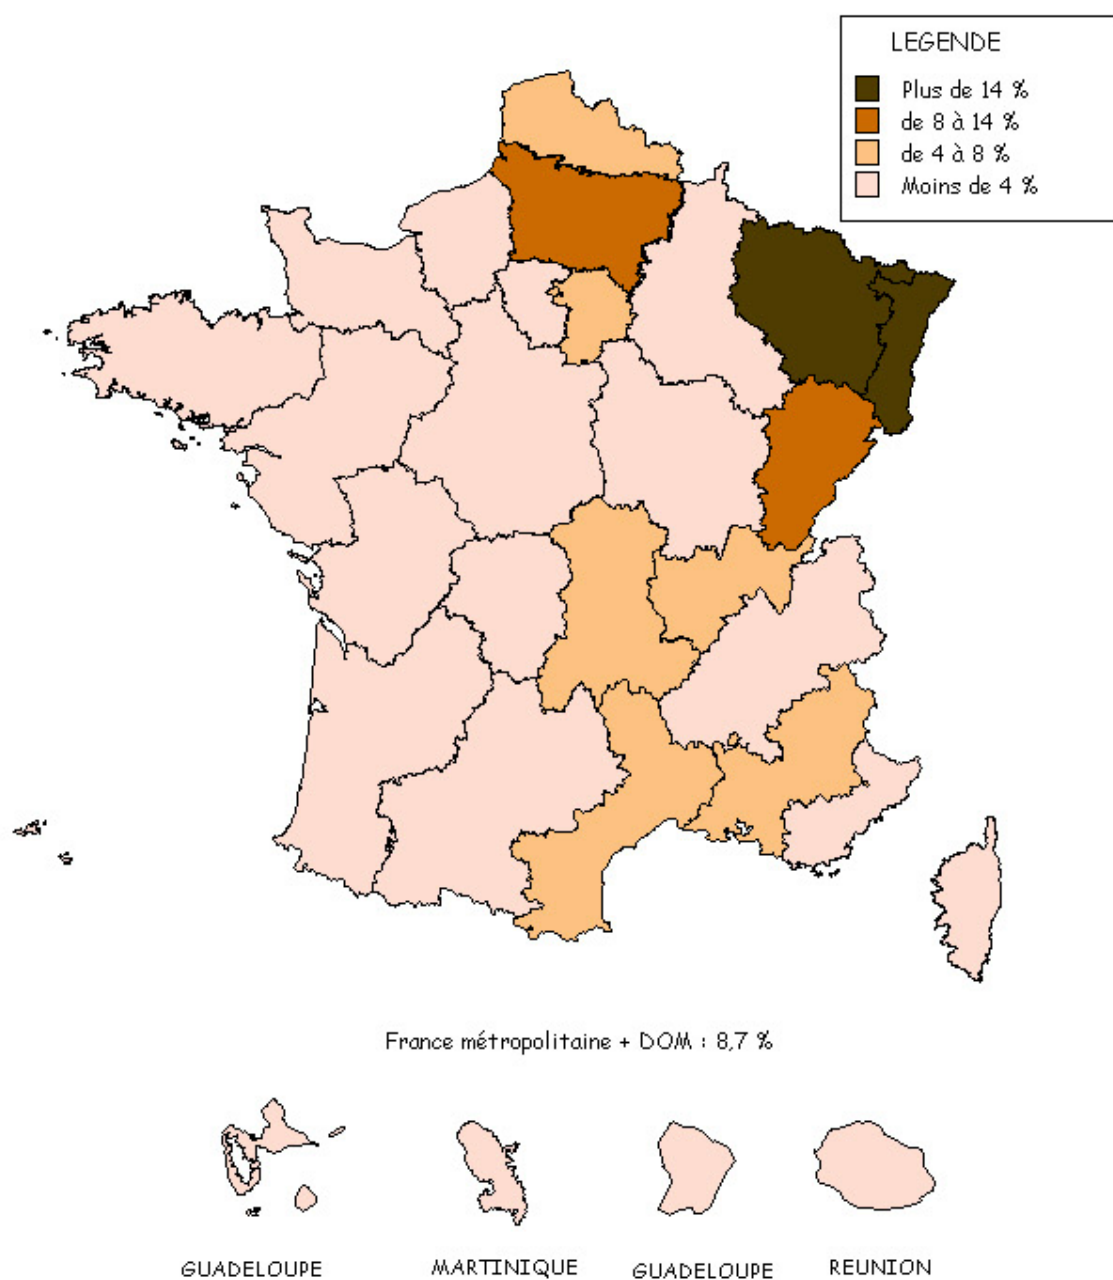 LEGENDE
Plus de 14 %
de 8 à 14 %
de 4 à 8 %
Moins de 4 %
France métropolitaine + DOM : 8,7 %
GUADELOUPE MARTINIQUE GUADELOUPE REUNION